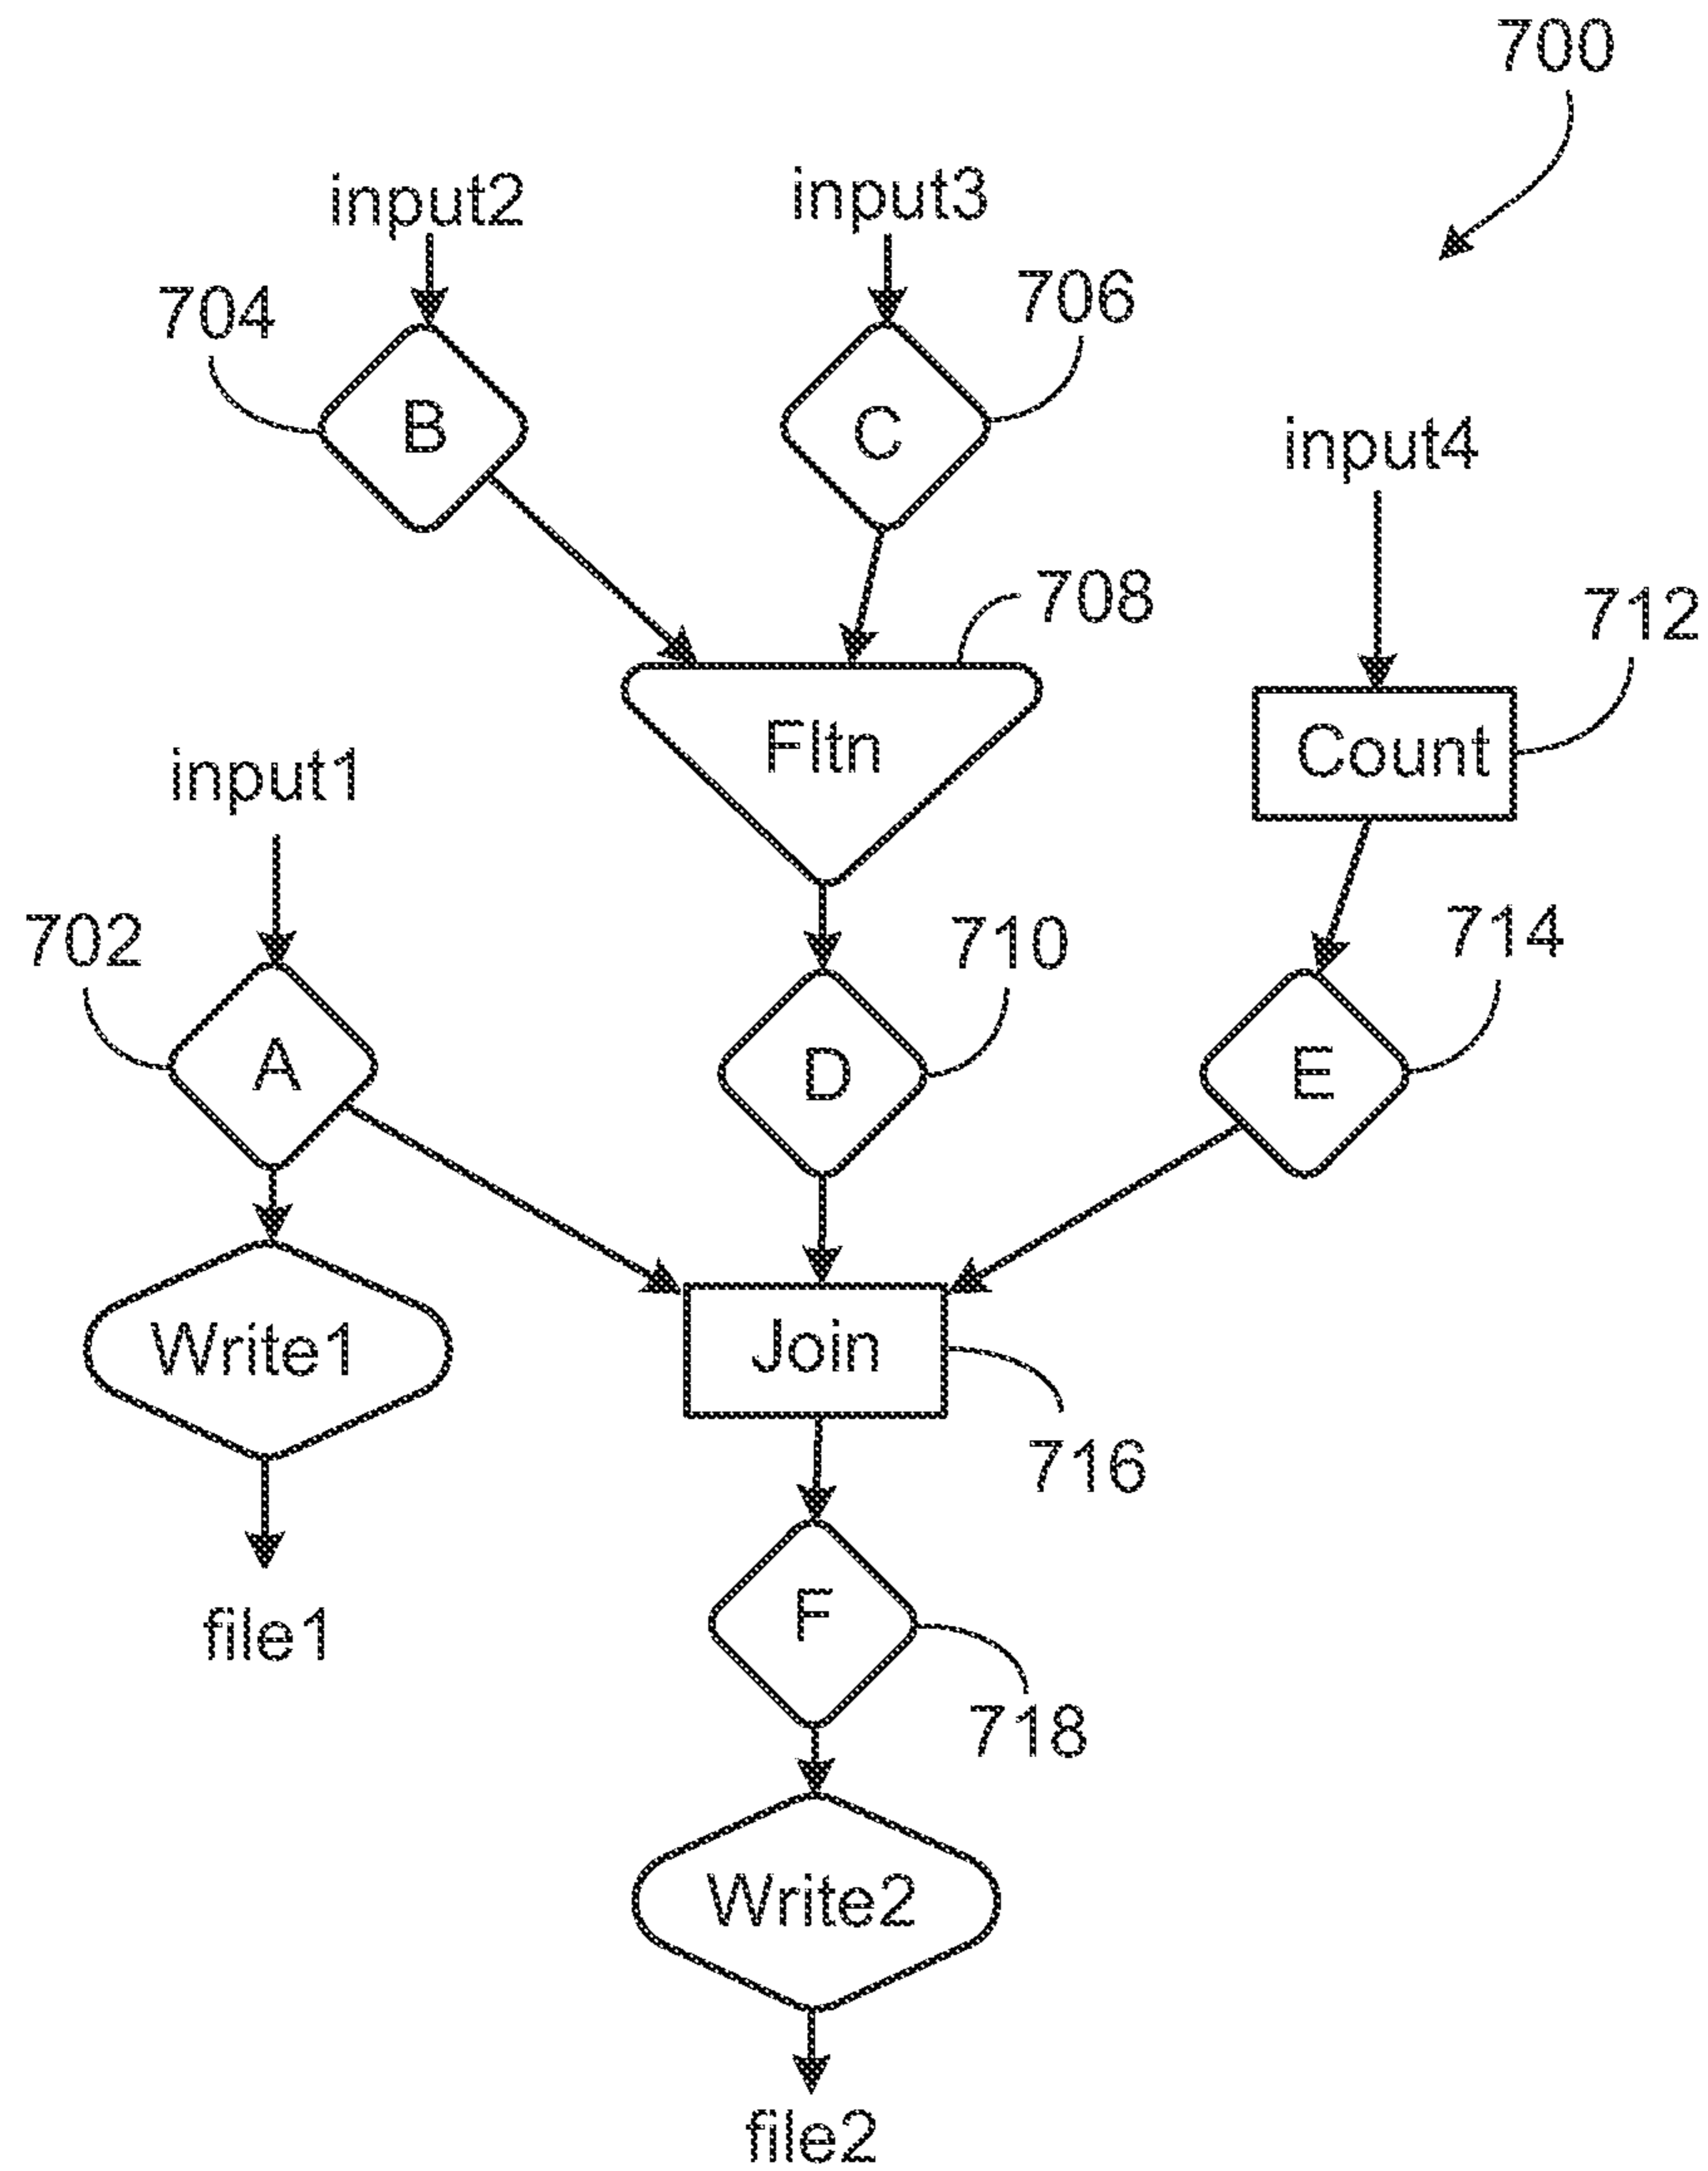 700
input2
input3
704
706
B
C
input4
708
712
Fltn
Count
input1
702
710
714
A
D
E
Write1
Join
716
file1
F
718
Write2
file2